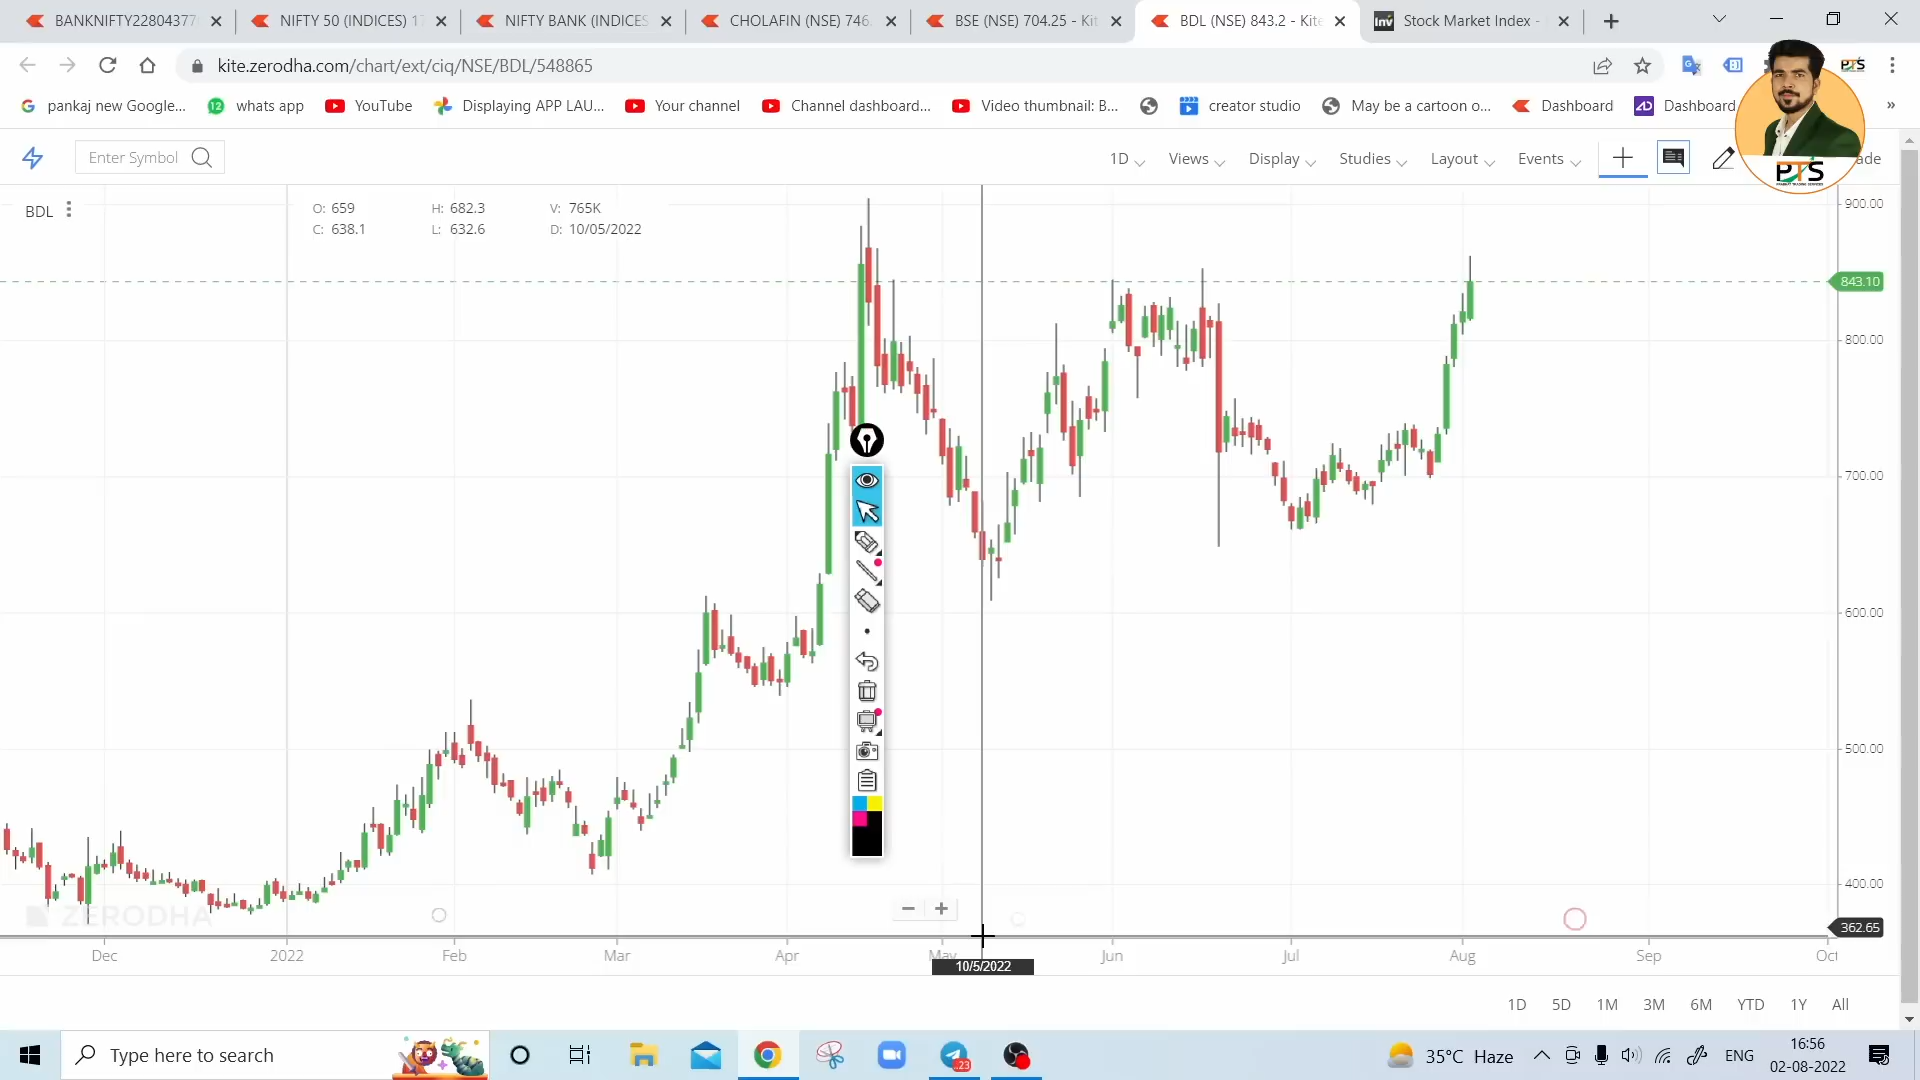 BANKNIFTY22804377
NIFTY 50 (INDICES) 17
NIFTY BANK (INDICES
CHOLAFIN (NSE) 746.
BSE (NSE) 704.25 - Kit
BDL (NSE) 843.2 - Kite
Inv Stock Market Index -
kite.zerodha.com/chart/ext/ciq/NSE/BDL/548865
PTS
G pankaj new Google...
12 whats app
YouTube
Displaying APP LAU...
Your channel
Channel dashboard...
Video thumbnail: B...
creator studio
May be a cartoon o...
Dashboard
Dashboard
»
Enter Symbol
1D
Views
Display
Studies
Layout
Events
ade
PTS
BDL
O: 659 H: 682.3 V: 765K
C: 638.1 L: 632.6 D: 10/05/2022
900.00
843.10
800.00
700.00
600.00
500.00
400.00
362.65
ZERODHA
Dec 2022 Feb Mar Apr May Jun Jul Aug Sep Oct
10/5/2022
1D 5D 1M 3M 6M YTD 1Y All
Type here to search
..23
35°C Haze
ENG
16:56
02-08-2022